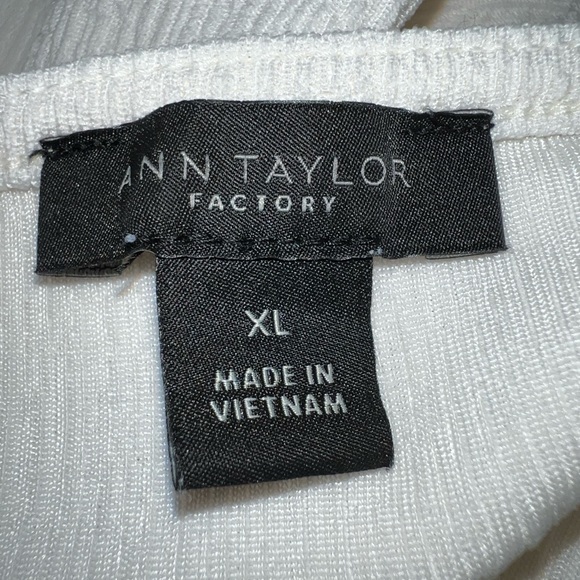 ANN TAYLOR
FACTORY
XL
MADE IN
VIETNAM